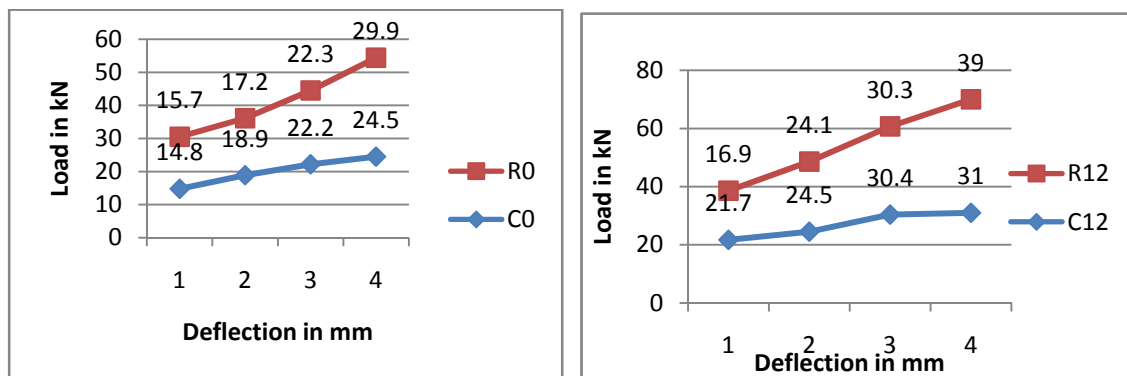 60
50
40
30
20
10
0
Load in kN
15.7
17.2
22.3
29.9
14.8
18.9
22.2
24.5
R0
C0
1 2 3 4
Deflection in mm
80
60
40
20
0
Load in kN
16.9
24.1
30.3
39
21.7
24.5
30.4
31
R12
C12
1 2 3 4
Deflection in mm